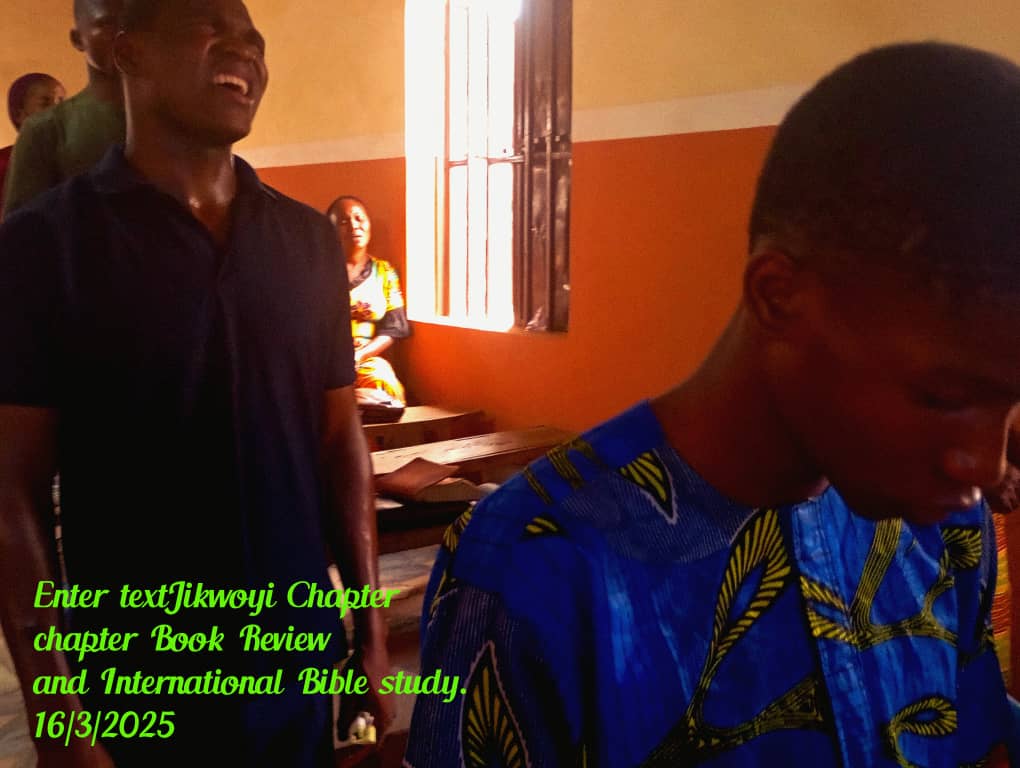 Enter textJikwoyi Chapter
chapter Book Review
and International Bible study.
16/3/2025